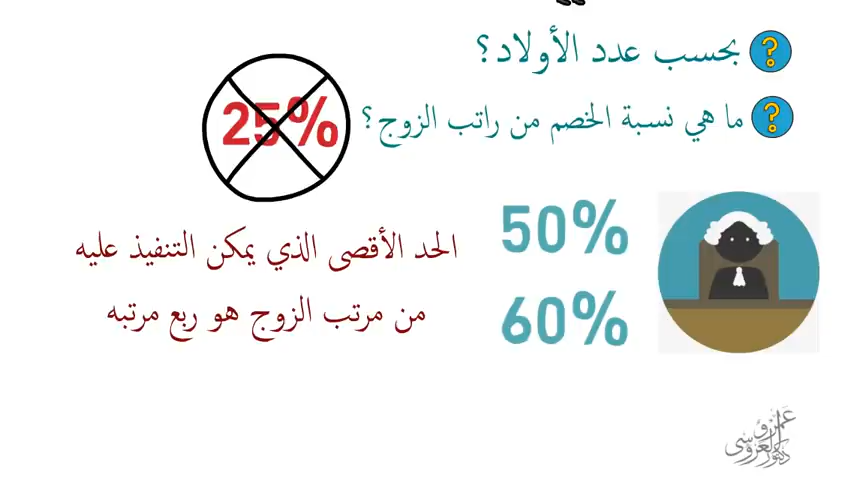 بحسب عدد الأولاد؟
ما هي نسبة الخصم من راتب الزوج؟
25%
50%
60%
الحد الأقصى الذي يمكن التنفيذ عليه
من مرتب الزوج هو ربع مرتبه